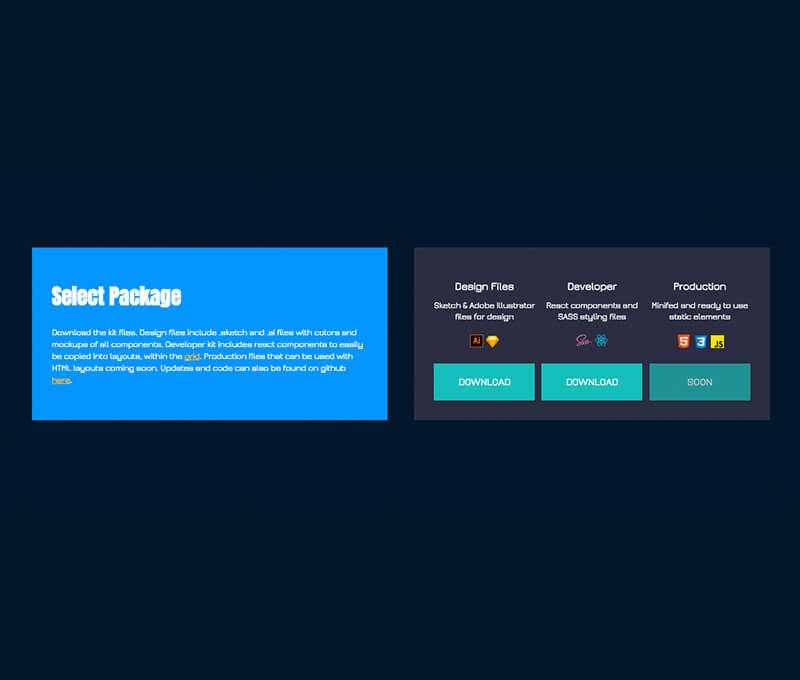 Select Package
Download the kit files. Design files include .sketch and .ai files with colors and
mockups of all components. Developer kit includes react components to easily
be copied into layouts, within the grid. Production files that can be used with
HTML layouts coming soon. Updates and code can also be found on github
here.
Design Files
Sketch & Adobe Illustrator
files for design
Ai
DOWNLOAD
Developer
React components and
SASS styling files
Sass
DOWNLOAD
Production
Minifed and ready to use
static elements
5 3 JS
SOON